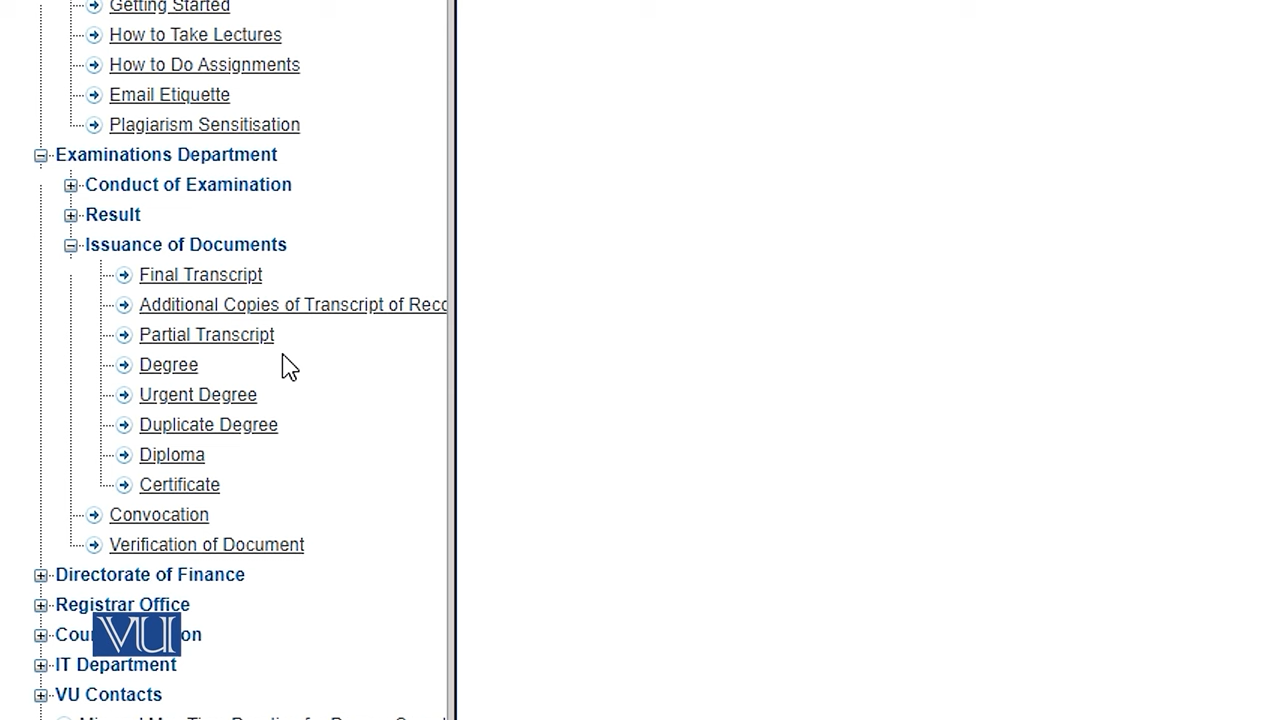 Getting Started
How to Take Lectures
How to Do Assignments
Email Etiquette
Plagiarism Sensitisation
Examinations Department
Conduct of Examination
Result
Issuance of Documents
Final Transcript
Additional Copies of Transcript of Reco
Partial Transcript
Degree
Urgent Degree
Duplicate Degree
Diploma
Certificate
Convocation
Verification of Document
Directorate of Finance
Registrar Office
Cou VU on
IT Department
VU Contacts